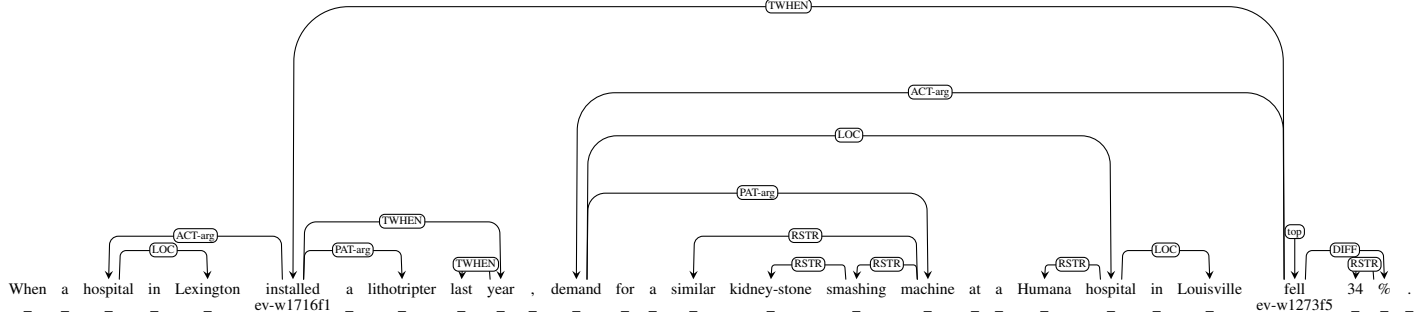 TWHEN
ACT-arg
LOC
PAT-arg
TWHEN
ACT-arg RSTR top
LOC PAT-arg LOC DIFF
TWHEN RSTR RSTR RSTR RSTR
When a hospital in Lexington installed a lithotripter last year , demand for a similar kidney-stone smashing machine at a Humana hospital in Louisville fell 34 % .
ev-w1716f1 ev-w1273f5
_ _ _ _ _ _ _ _ _ _ _ _ _ _ _ _ _ _ _ _ _ _ _ _ _ _